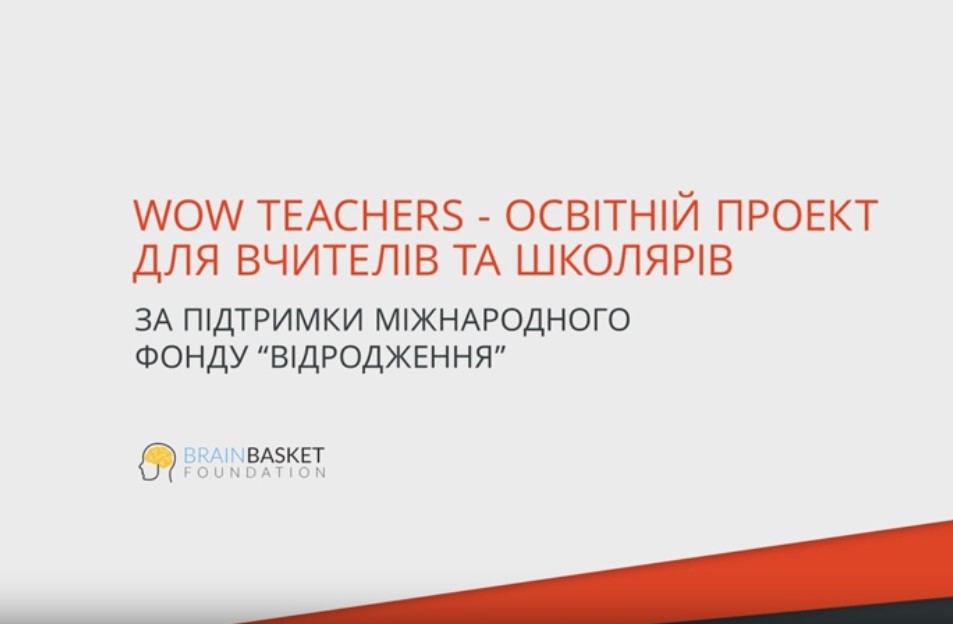 WOW TEACHERS - ОСВІТНІЙ ПРОЕКТ
ДЛЯ ВЧИТЕЛІВ ТА ШКОЛЯРІВ
ЗА ПІДТРИМКИ МІЖНАРОДНОГО
ФОНДУ “ВІДРОДЖЕННЯ”
BRAINBASKET
FOUNDATION